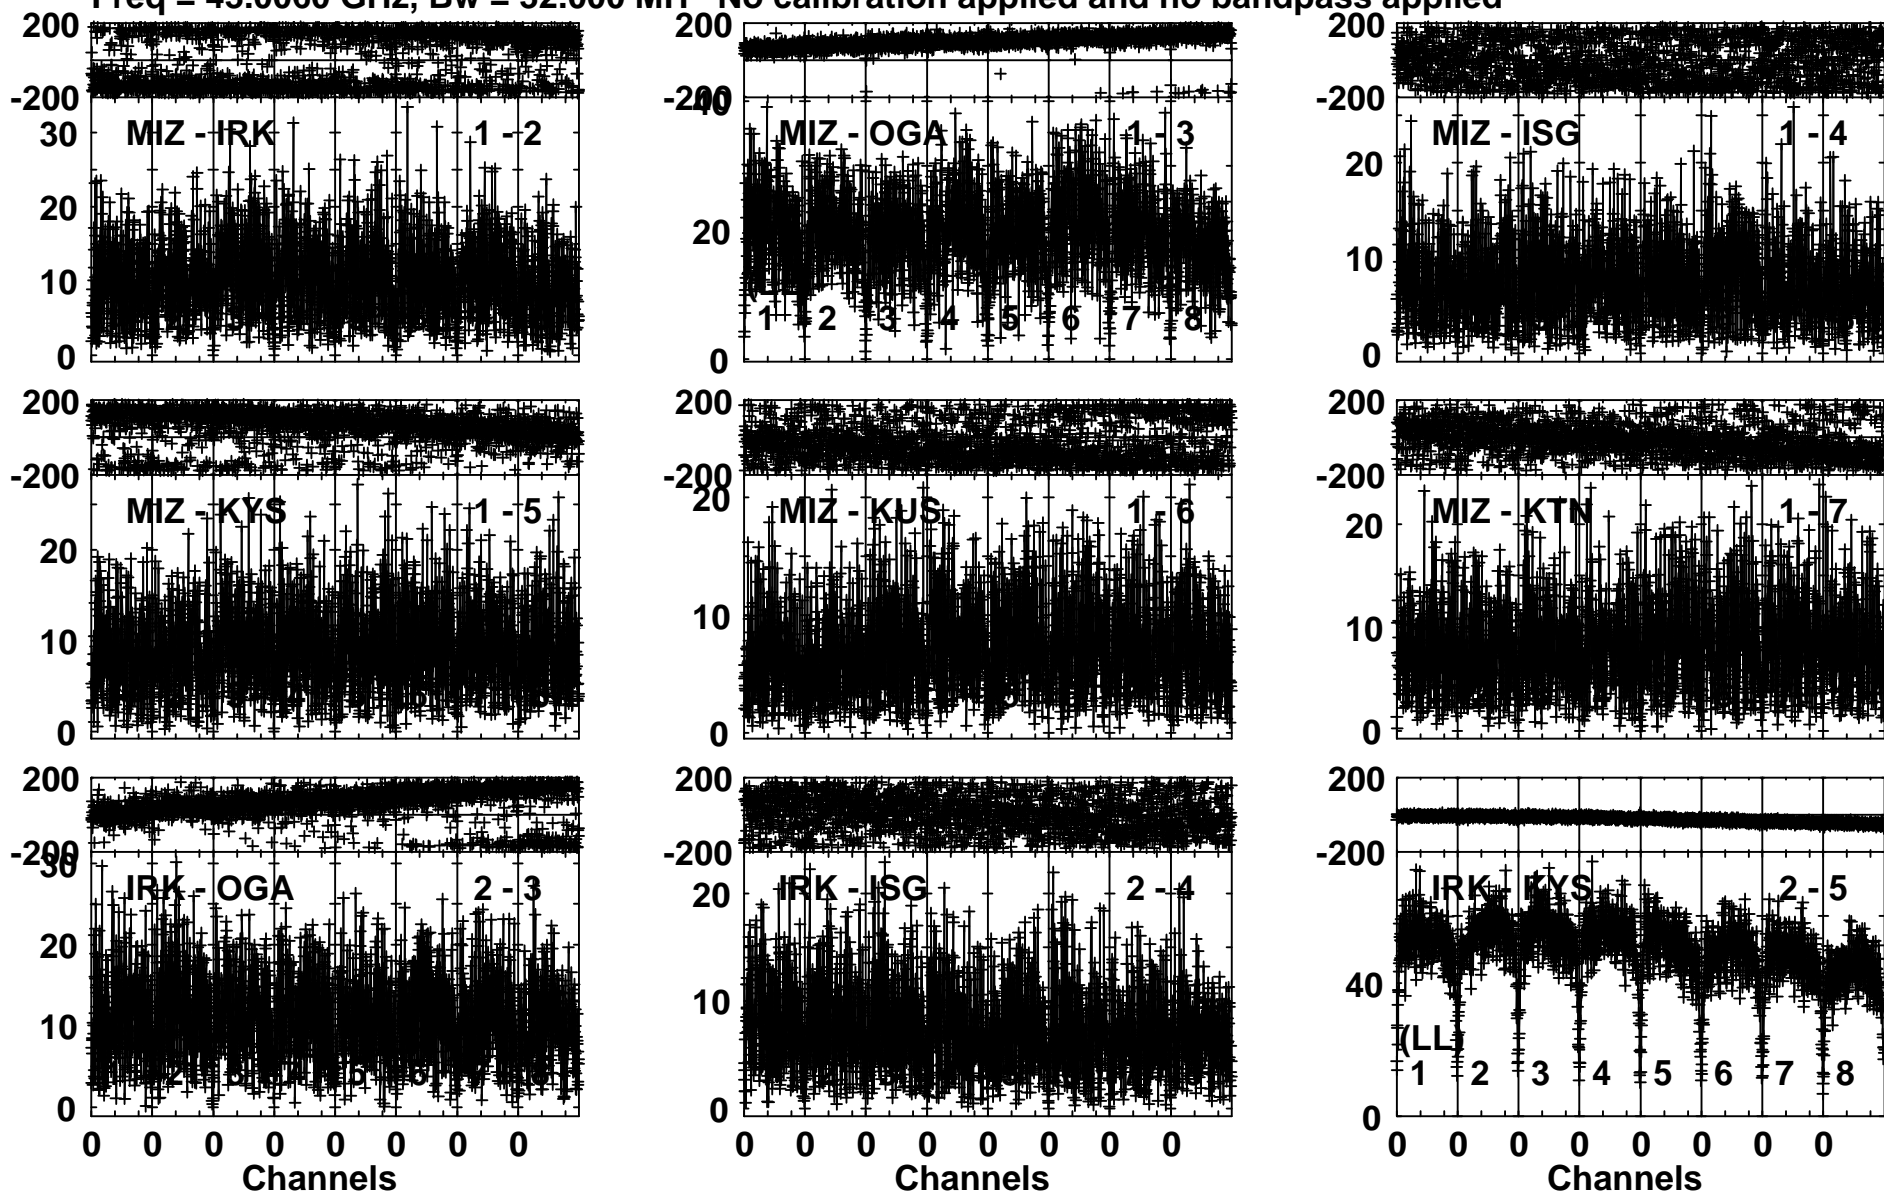 Freq = 43.0060 GHz, Bw = 32.000 MH No calibration applied and no bandpass applied
200 200 200
-200 -200 -200
40
MIZ - IRK 1 - 2 MIZ - OGA 1 - 3 MIZ - ISG 1 - 4
30
20 20 20
10 10
(L
1 2 3 4 5 6 7 8
0 0 0
200 200 200
-200 -200 -200
20
MIZ - KYS 1 - 5 MIZ - KUS 1 - 6 MIZ - KTN 1 - 7
20 20
10 10 10
0 0 0
200 200 200
-200 -200 -200
30
IRK - OGA 2 - 3 IRK - ISG 2 - 4 IRK - KYS 2 - 5
20 20
10 10 40
(LL)
1 2 3 4 5 6 7 8
0 0 0
0 0 0 0 0 0 0 0 0 0 0 0 0 0 0 0 0 0 0 0 0 0 0 0
Channels Channels Channels